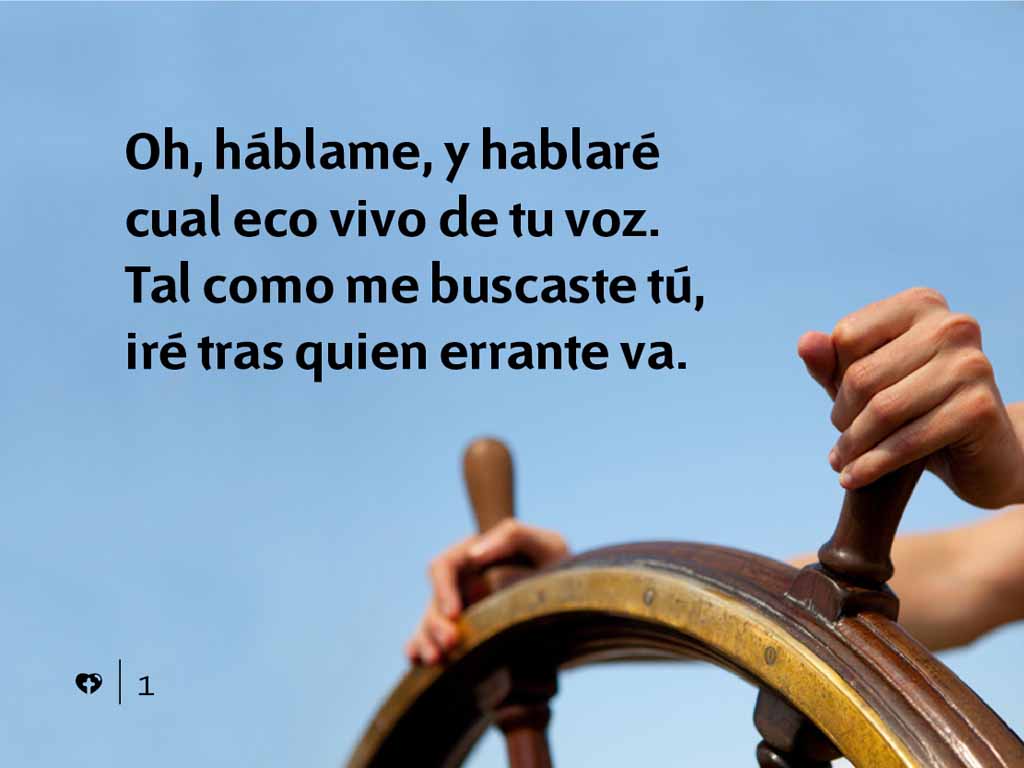 Oh, háblame, y hablaré
cual eco vivo de tu voz.
Tal como me buscaste tú,
iré tras quien errante va.
1